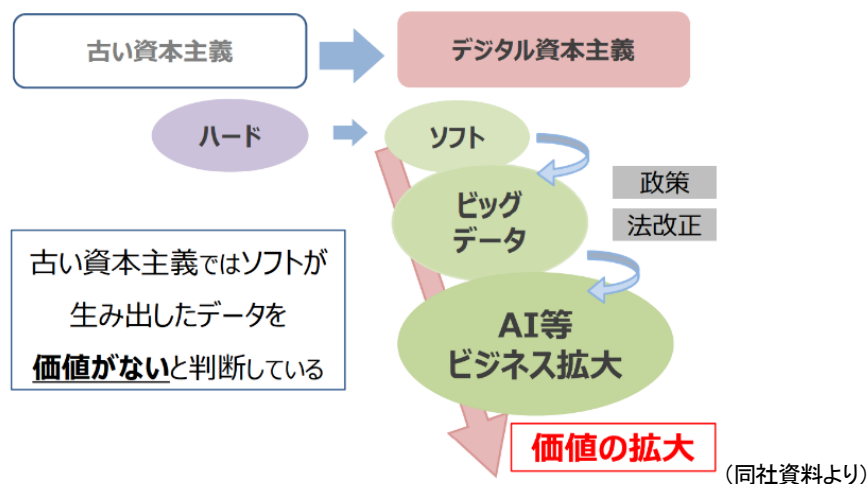 古い資本主義
デジタル資本主義
ハード
ソフト
ビッグ
データ
政策
法改正
古い資本主義ではソフトが
生み出したデータを
価値がないと判断している
AI等
ビジネス拡大
価値の拡大
(同社資料より)